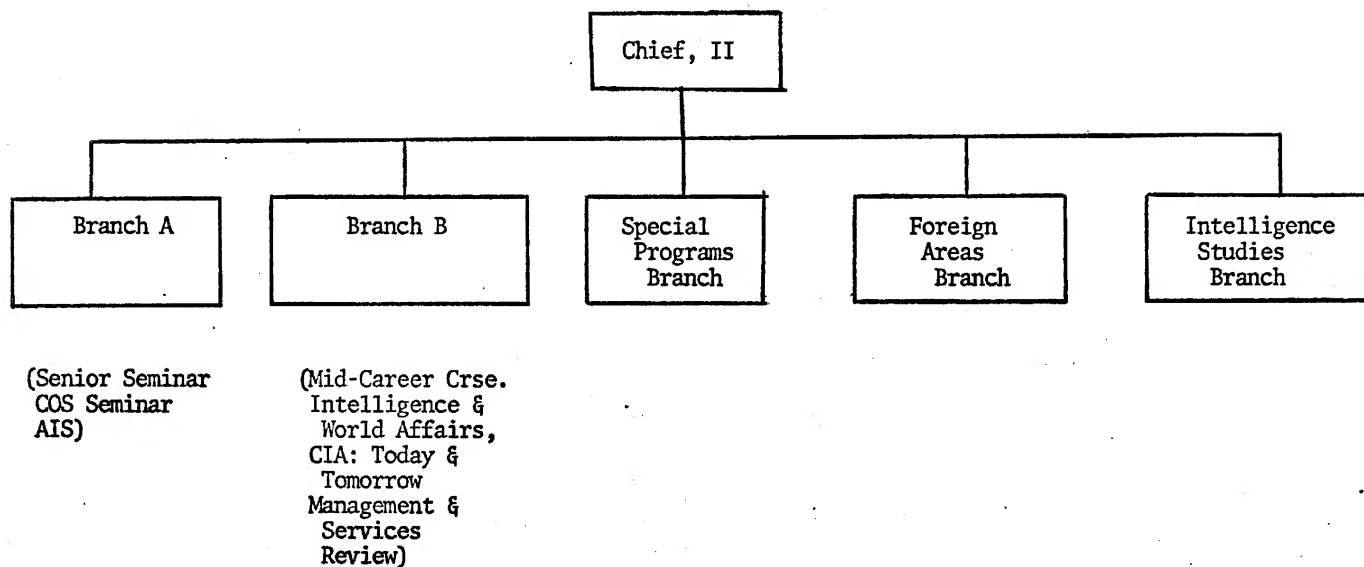 Chief, II
Branch A
Branch B
Special
Programs
Branch
Foreign
Areas
Branch
Intelligence
Studies
Branch
(Senior Seminar
COS Seminar
AIS)
(Mid-Career Crse.
Intelligence &
World Affairs,
CIA: Today &
Tomorrow
Management &
Services
Review)